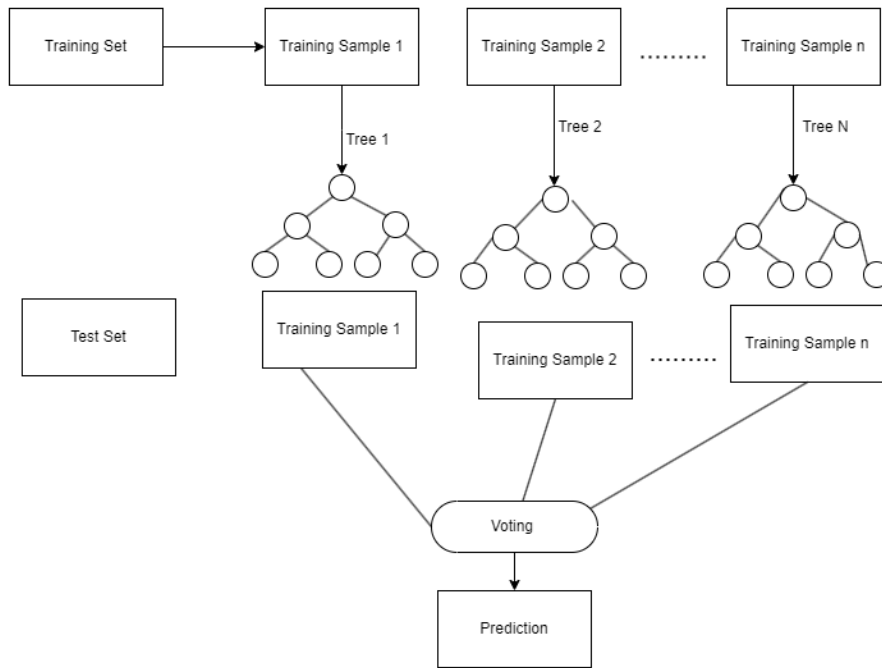 Training Set
Training Sample 1
Training Sample 2
.........
Training Sample n
Tree 1
Tree 2
Tree N
Test Set
Training Sample 1
Training Sample 2
.........
Training Sample n
Voting
Prediction